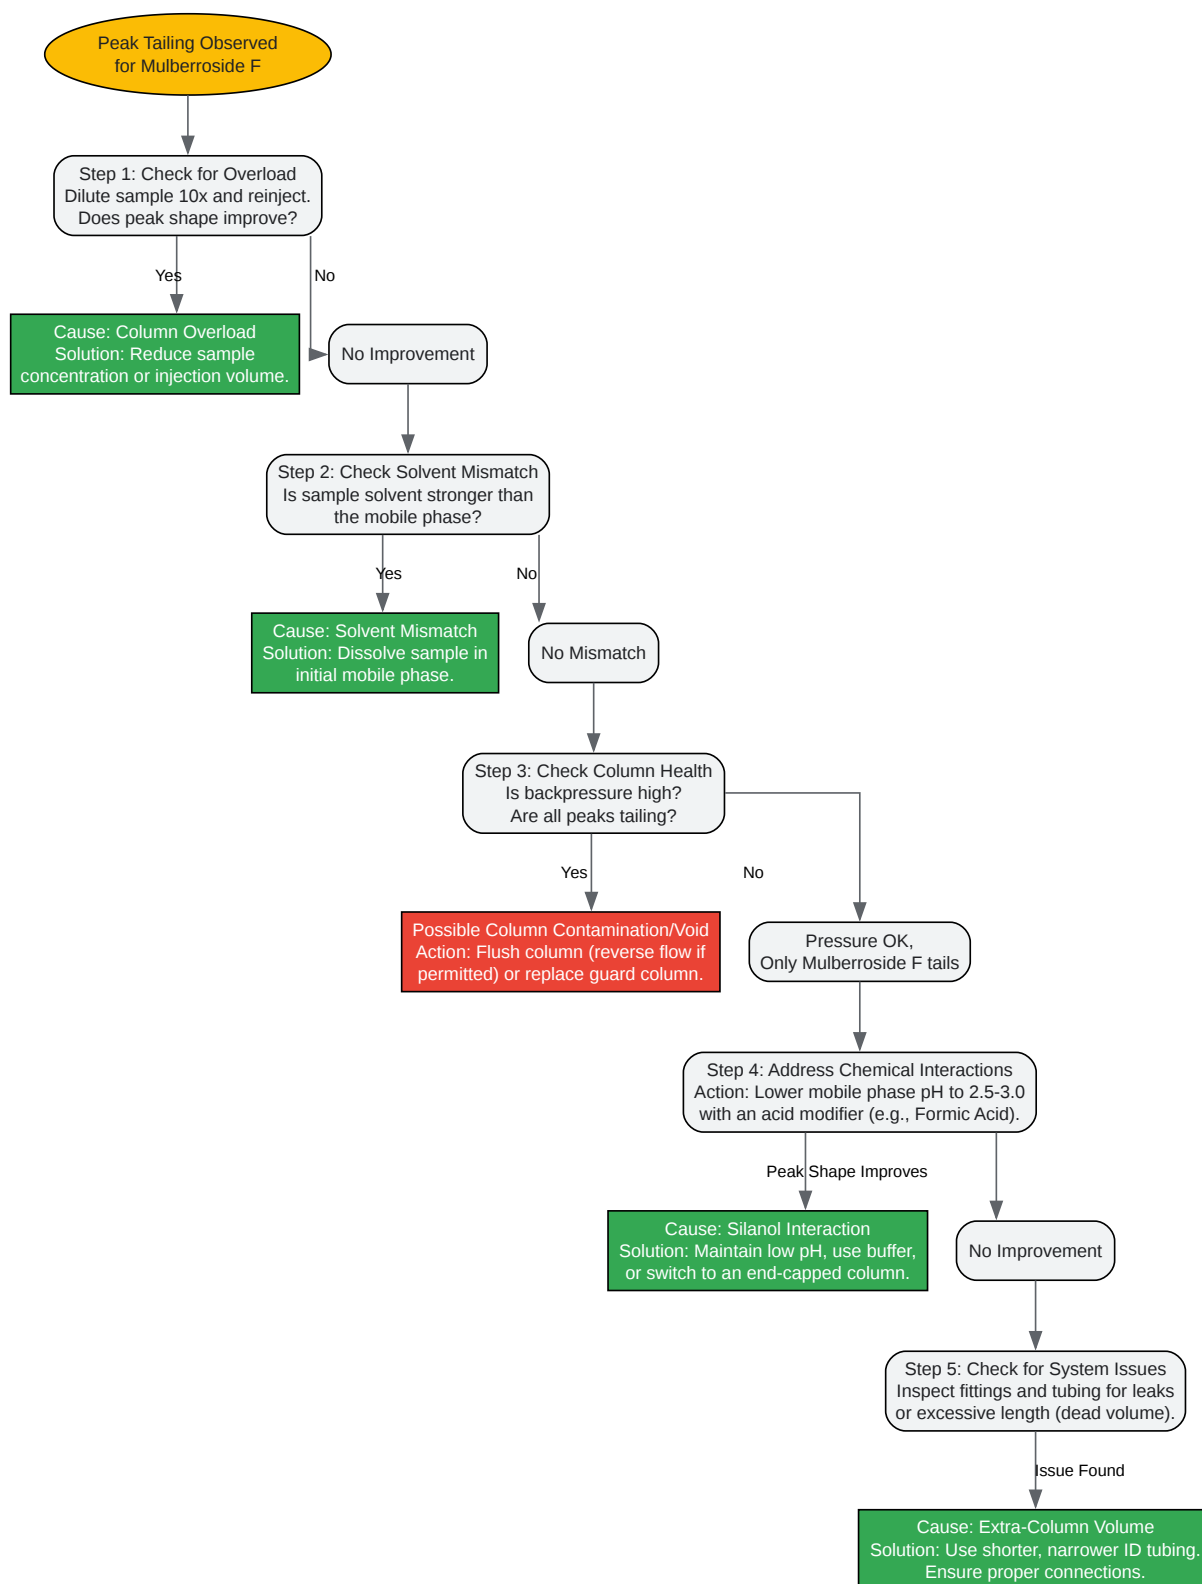 Peak Tailing Observed
for Mulberroside F
Step 1: Check for Overload
Dilute sample 10x and reinject.
Does peak shape improve?
Yes
No
Cause: Column Overload
Solution: Reduce sample
concentration or injection volume.
No Improvement
Step 2: Check Solvent Mismatch
Is sample solvent stronger than
the mobile phase?
Yes
No
Cause: Solvent Mismatch
Solution: Dissolve sample in
initial mobile phase.
No Mismatch
Step 3: Check Column Health
Is backpressure high?
Are all peaks tailing?
Yes
No
Possible Column Contamination/Void
Action: Flush column (reverse flow if
permitted) or replace guard column.
Pressure OK,
Only Mulberroside F tails
Step 4: Address Chemical Interactions
Action: Lower mobile phase pH to 2.5-3.0
with an acid modifier (e.g., Formic Acid).
Peak Shape Improves
Cause: Silanol Interaction
Solution: Maintain low pH, use buffer,
or switch to an end-capped column.
No Improvement
Step 5: Check for System Issues
Inspect fittings and tubing for leaks
or excessive length (dead volume).
Issue Found
Cause: Extra-Column Volume
Solution: Use shorter, narrower ID tubing.
Ensure proper connections.